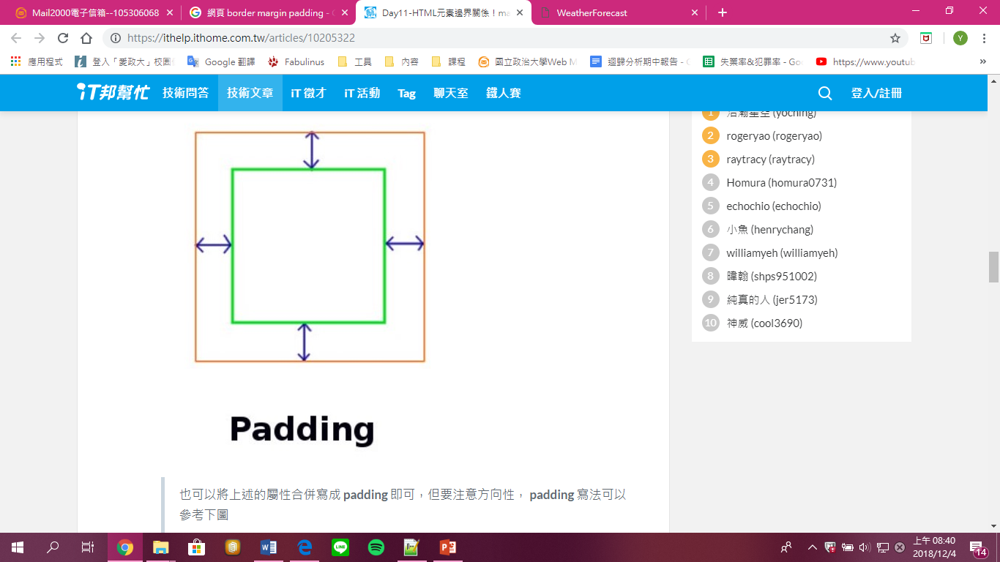 Mail2000電子信箱--105306068
網頁 border margin padding - G
Day11-HTML元素邊界關係！ma
WeatherForecast
https://ithelp.ithome.com.tw/articles/10205322
Y
應用程式
登入「愛政大」校園
Google 翻譯
Fabulinus
工具
內容
課程
國立政治大學Web M
迴歸分析期中報告 -
失業率&犯罪率 - Go
https://www.youtub
»
iT邦幫忙
技術問答
技術文章
iT 徵才
iT 活動
Tag
聊天室
鐵人賽
登入/註冊
1 浩瀚星空 (yoching)
2 rogeryao (rogeryao)
3 raytracy (raytracy)
4 Homura (homura0731)
5 echochio (echochio)
6 小魚 (henrychang)
7 williamyeh (williamyeh)
8 暐翰 (shps951002)
9 純真的人 (jer5173)
10 神威 (cool3690)
Padding
也可以將上述的屬性合併寫成 padding 即可，但要注意方向性， padding 寫法可以
參考下圖
LINE
上午 08:40
2018/12/4
14